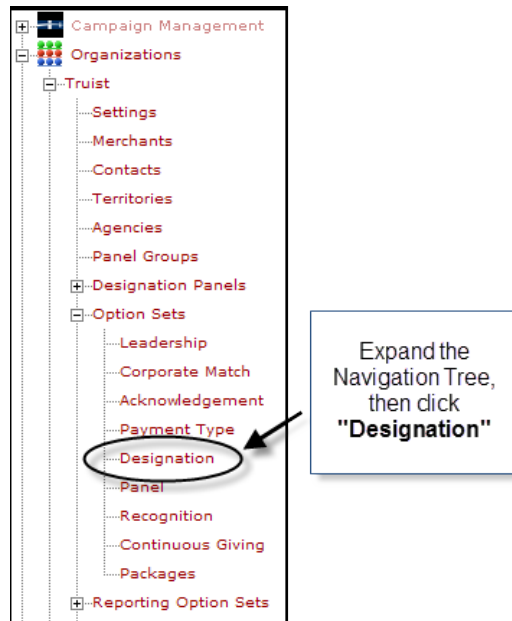 Campaign Management
Organizations
Truist
Settings
Merchants
Contacts
Territories
Agencies
Panel Groups
Designation Panels
Option Sets
Leadership
Corporate Match
Acknowledgement
Payment Type
Designation
Panel
Recognition
Continuous Giving
Packages
Reporting Option Sets
Expand the
Navigation Tree,
then click
"Designation"